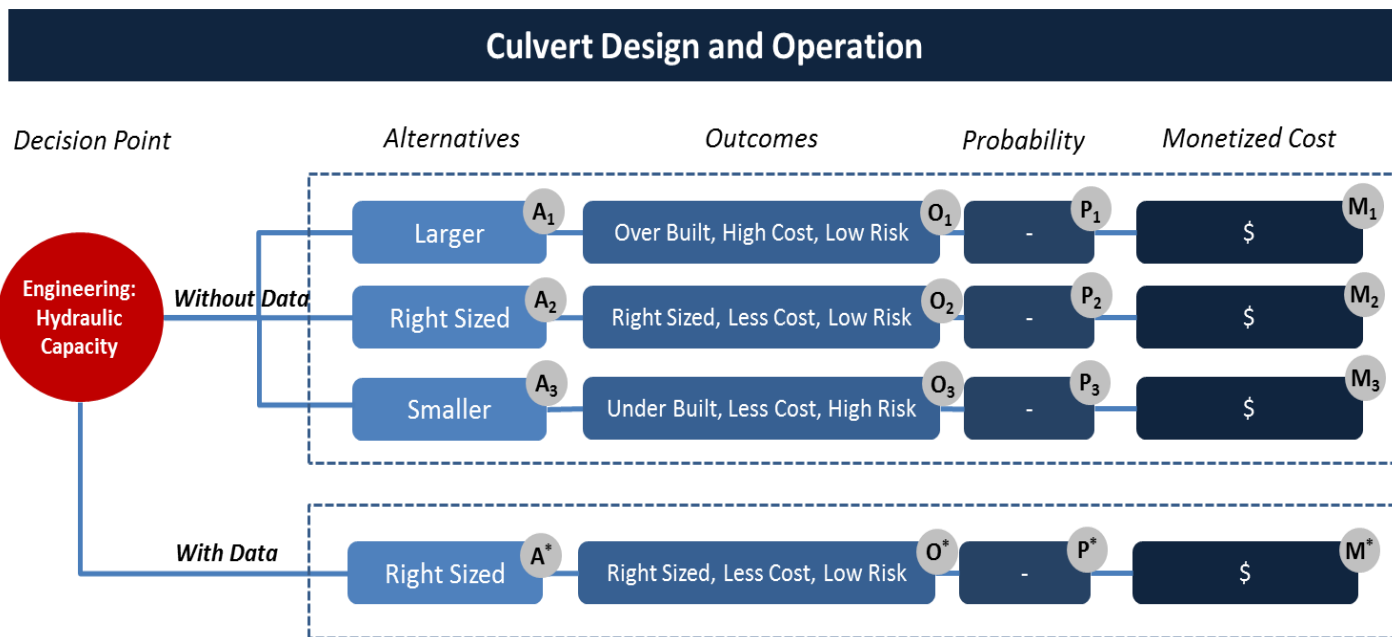 Culvert Design and Operation
Decision Point
Alternatives
Outcomes
Probability
Monetized Cost
Engineering:
Hydraulic
Capacity
Without Data
Larger
A₁
Over Built, High Cost, Low Risk
O₁
-
P₁
$
M₁
Right Sized
A₂
Right Sized, Less Cost, Low Risk
O₂
-
P₂
$
M₂
Smaller
A₃
Under Built, Less Cost, High Risk
O₃
-
P₃
$
M₃
With Data
Right Sized
A*
Right Sized, Less Cost, Low Risk
O*
-
P*
$
M*